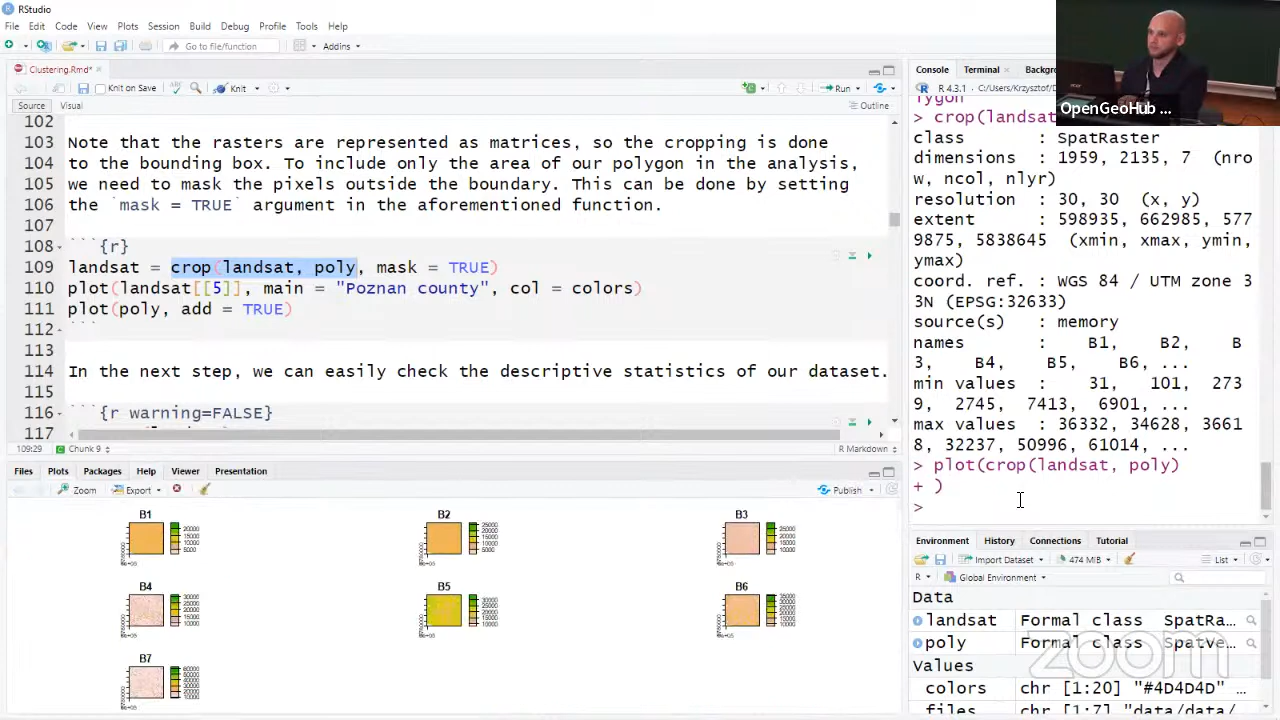 RStudio
File Edit Code View Plots Session Build Debug Profile Tools Help
Go to file/function Addins
Clustering.Rmd*
Knit on Save Knit Run
Source Visual Outline
102
103 Note that the rasters are represented as matrices, so the cropping is done
104 to the bounding box. To include only the area of our polygon in the analysis,
105 we need to mask the pixels outside the boundary. This can be done by setting
106 the `mask = TRUE` argument in the aforementioned function.
107
108 ```{r}
109 landsat = crop(landsat, poly, mask = TRUE)
110 plot(landsat[[5]], main = "Poznan county", col = colors)
111 plot(poly, add = TRUE)
112 ```
113
114 In the next step, we can easily check the descriptive statistics of our dataset.
115
116 ```{r warning=FALSE}
117
109:29 Chunk 9 R Markdown
Files Plots Packages Help Viewer Presentation
Zoom Export Publish
B1 B2 B3
B4 B5 B6
B7
Console Terminal Backgro
R 4.3.1 · C:/Users/Krzysztof/D
OpenGeoHub ...
> crop(landsat
class : SpatRaster
dimensions : 1959, 2135, 7 (nro
w, ncol, nlyr)
resolution : 30, 30 (x, y)
extent : 598935, 662985, 577
9875, 5838645 (xmin, xmax, ymin,
ymax)
coord. ref. : WGS 84 / UTM zone 3
3N (EPSG:32633)
source(s) : memory
names : B1, B2, B
3, B4, B5, B6, ...
min values : 31, 101, 273
9, 2745, 7413, 6901, ...
max values : 36332, 34628, 3661
8, 32237, 50996, 61014, ...
> plot(crop(landsat, poly)
+ )
>
Environment History Connections Tutorial
Import Dataset 474 MiB List
R Global Environment
Data
landsat Formal class SpatRa…
poly Formal class SpatVe…
Values
colors chr [1:20] "#4D4D4D" …
files chr [1:7] "data/data/
zoom